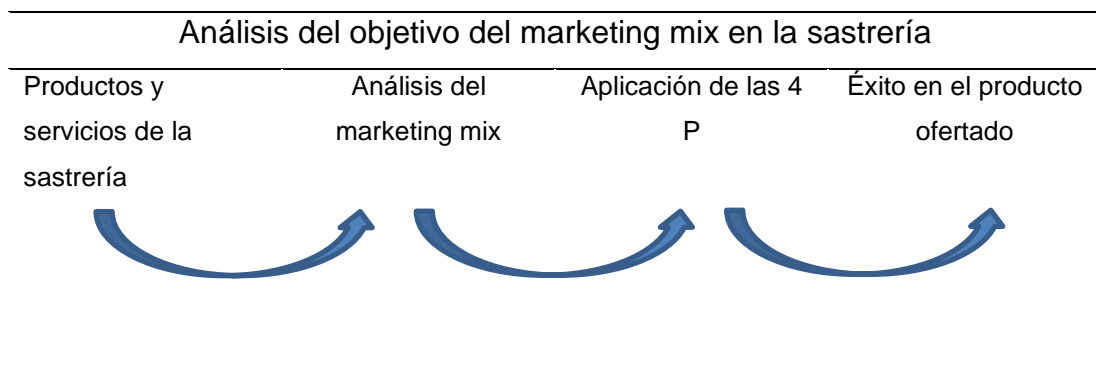 Análisis del objetivo del marketing mix en la sastrería
Productos y
servicios de la
sastrería
Análisis del
marketing mix
Aplicación de las 4
P
Éxito en el producto
ofertado